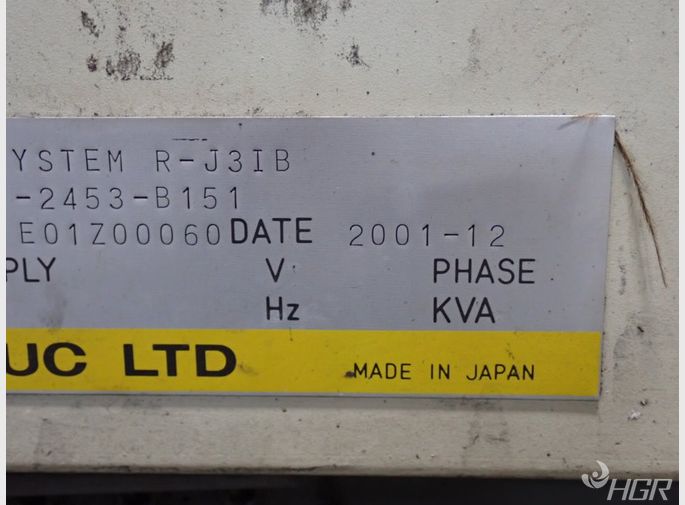 YSTEM R-J3IB
-2453-B151
E01Z00060 DATE 2001-12
PLY V PHASE
Hz KVA
UC LTD MADE IN JAPAN
HGR